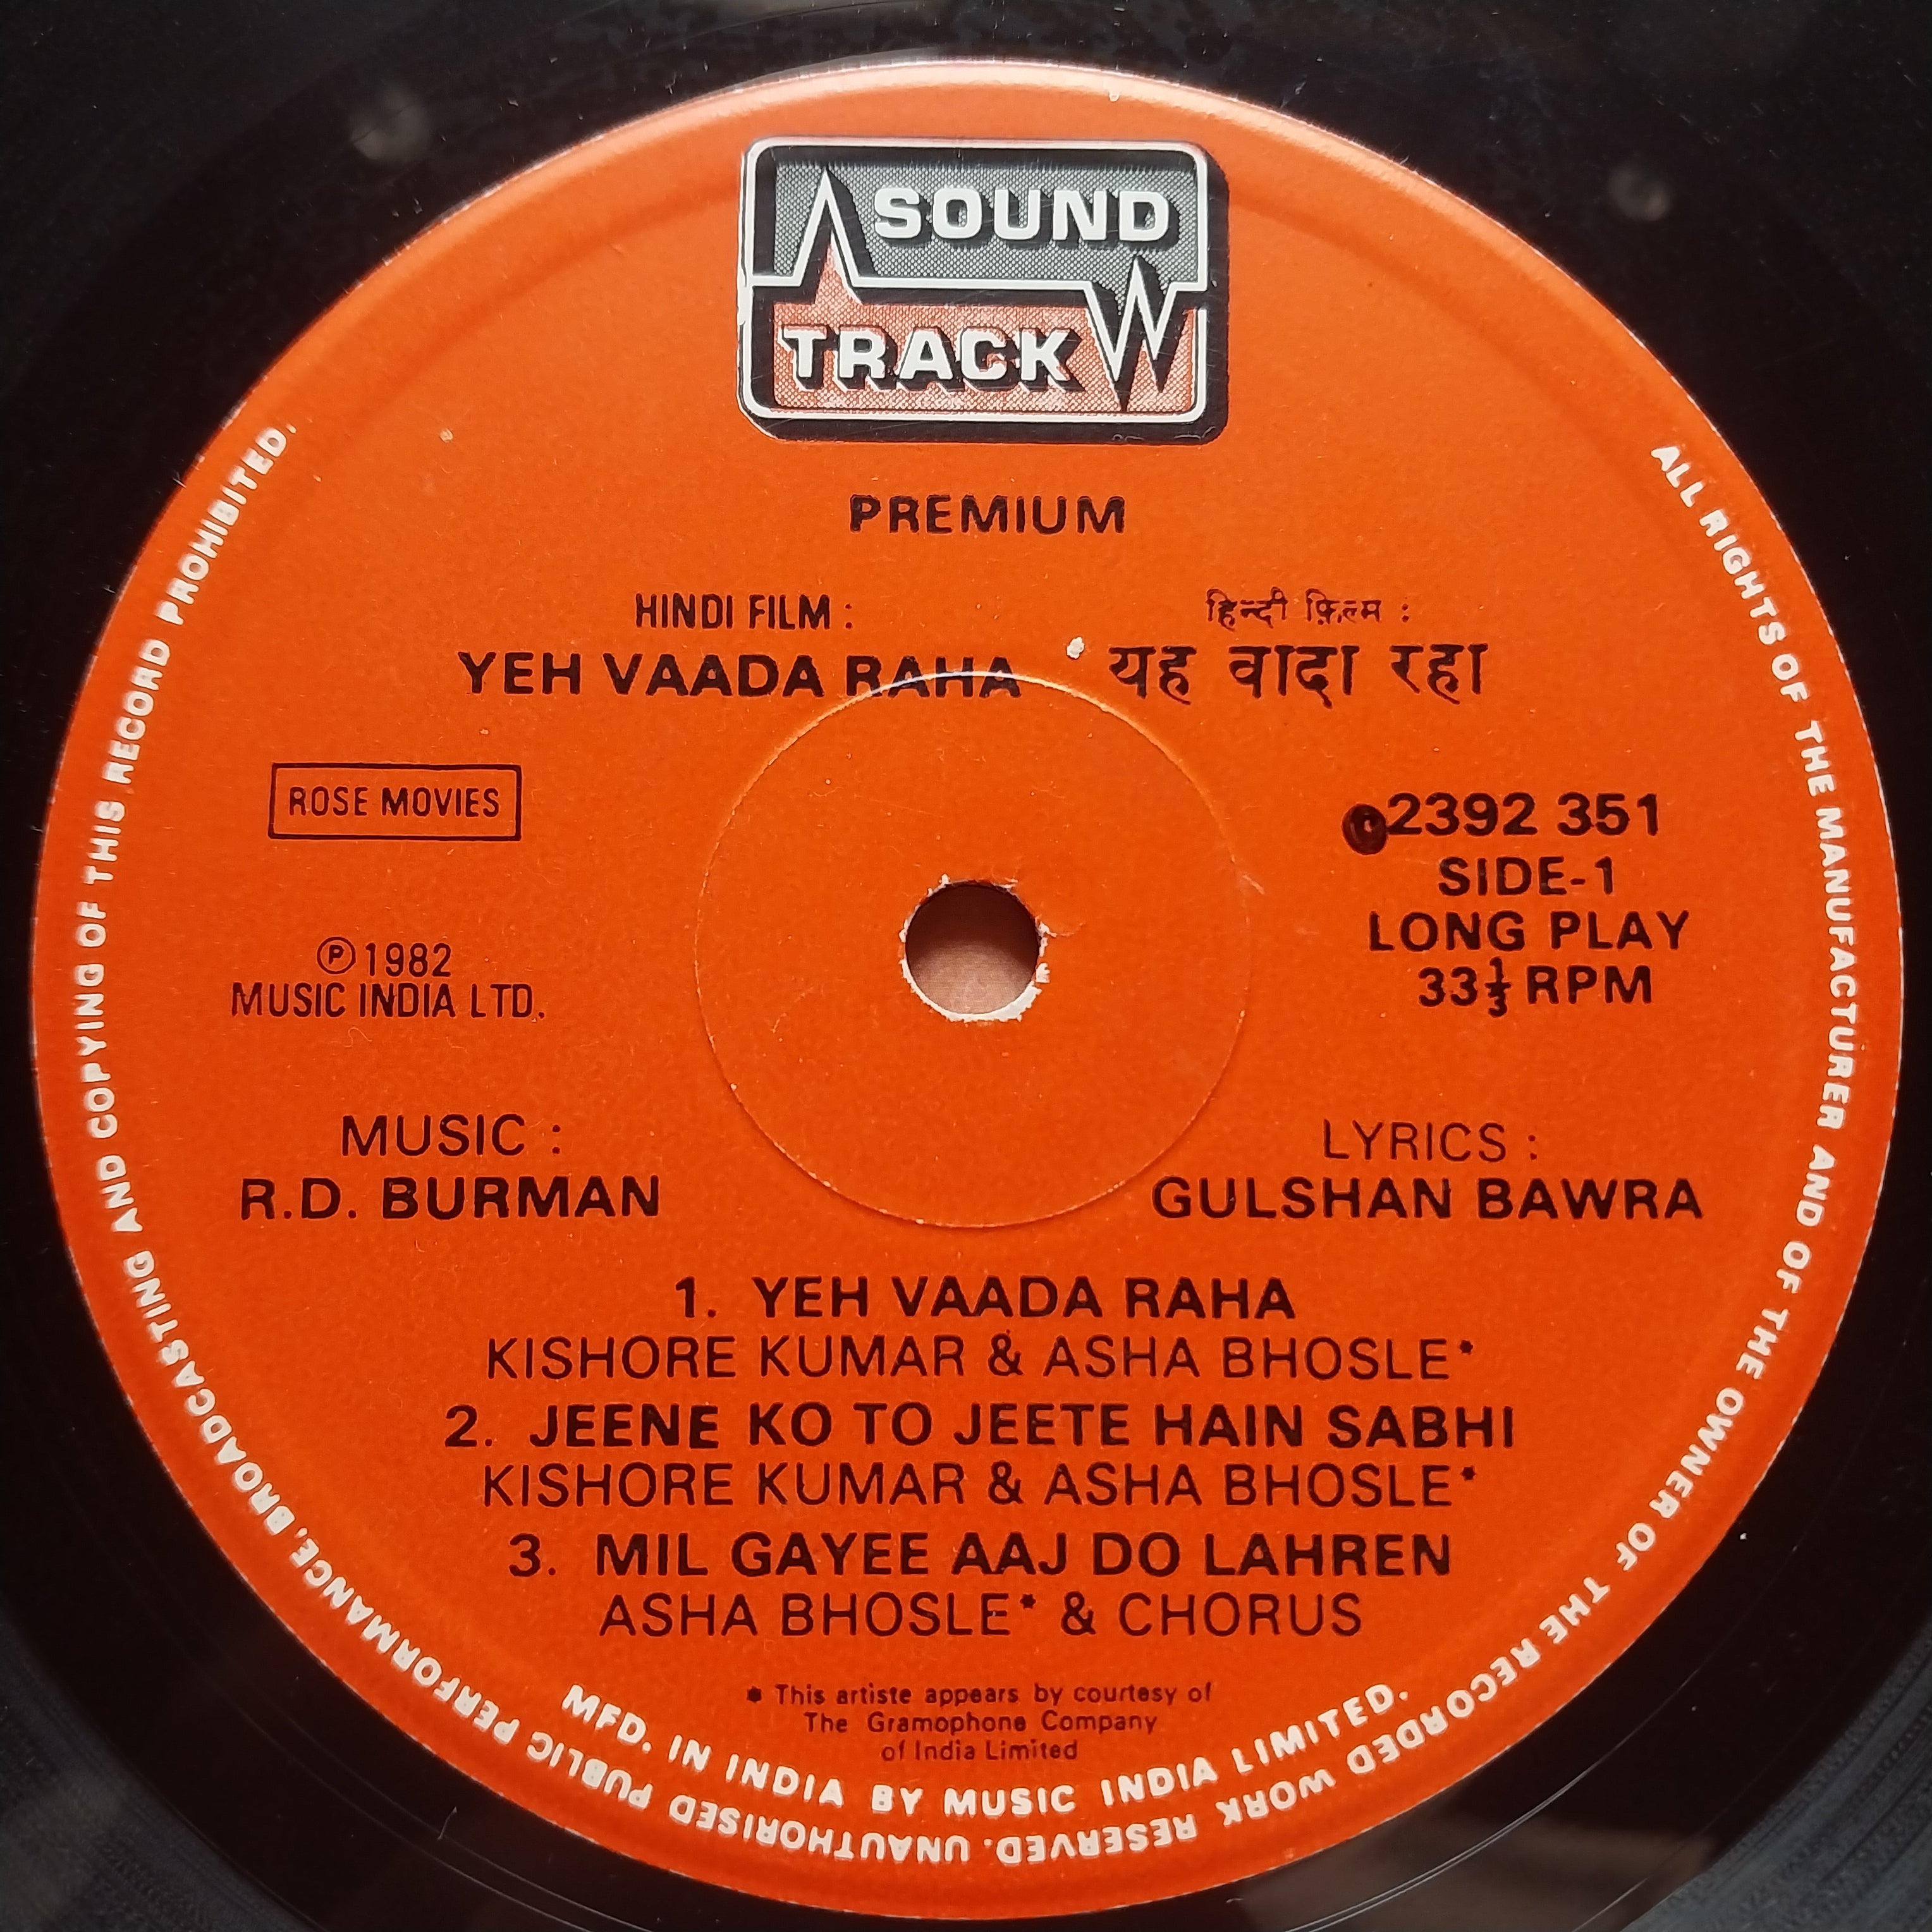 SOUND
TRACK
PREMIUM
HINDI FILM :
YEH VAADA RAHA
हिन्दी फ़िल्म :
यह वादा रहा
ROSE MOVIES
℗ 1982
MUSIC INDIA LTD.
2392 351
SIDE-1
LONG PLAY
33⅓ RPM
MUSIC :
R.D. BURMAN
LYRICS :
GULSHAN BAWRA
1. YEH VAADA RAHA
KISHORE KUMAR & ASHA BHOSLE*
2. JEENE KO TO JEETE HAIN SABHI
KISHORE KUMAR & ASHA BHOSLE*
3. MIL GAYEE AAJ DO LAHREN
ASHA BHOSLE* & CHORUS
* This artiste appears by courtesy of
The Gramophone Company
of India Limited
MFD. IN INDIA BY MUSIC INDIA LIMITED.
ALL RIGHTS OF THE MANUFACTURER AND OF THE OWNER OF THE RECORDED WORK RESERVED. UNAUTHORISED PUBLIC PERFORMANCE, BROADCASTING AND COPYING OF THIS RECORD PROHIBITED.